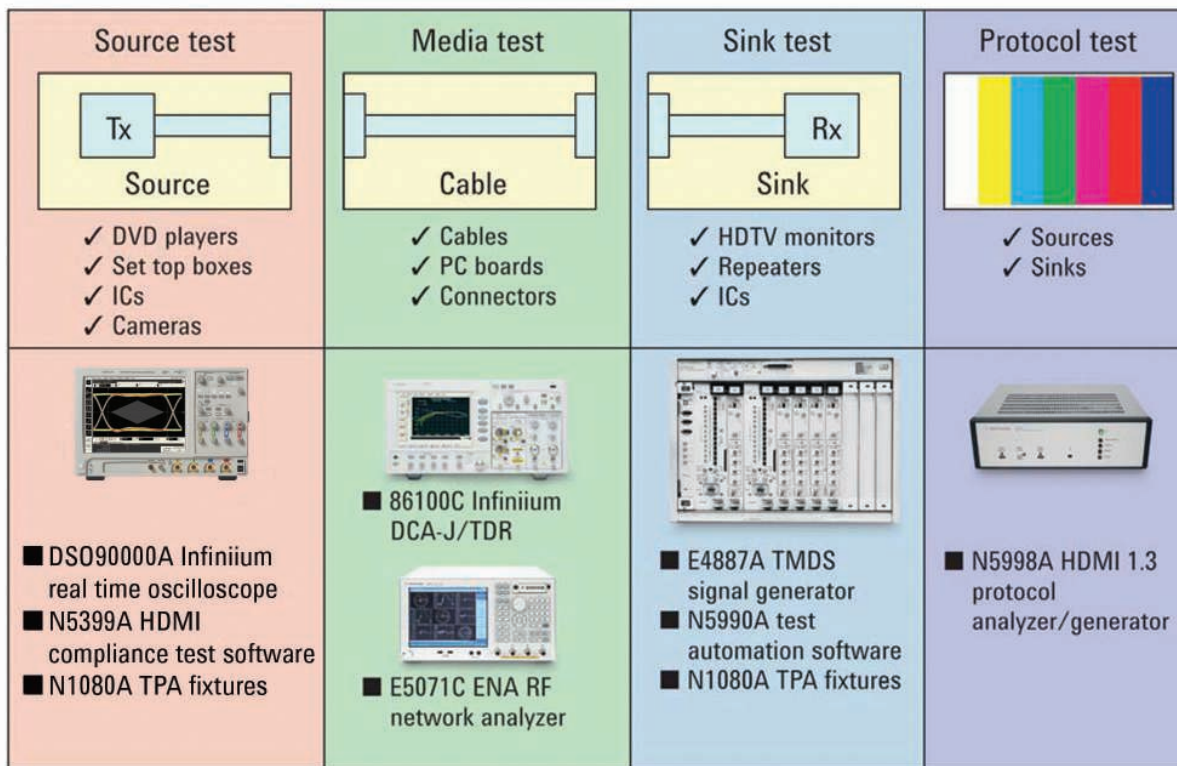 Source test
Tx
Source
✓ DVD players
✓ Set top boxes
✓ ICs
✓ Cameras
■ DSO90000A Infiniium
real time oscilloscope
■ N5399A HDMI
compliance test software
■ N1080A TPA fixtures
Media test
Cable
✓ Cables
✓ PC boards
✓ Connectors
■ 86100C Infiniium
DCA-J/TDR
■ E5071C ENA RF
network analyzer
Sink test
Rx
Sink
✓ HDTV monitors
✓ Repeaters
✓ ICs
■ E4887A TMDS
signal generator
■ N5990A test
automation software
■ N1080A TPA fixtures
Protocol test
✓ Sources
✓ Sinks
■ N5998A HDMI 1.3
protocol
analyzer/generator